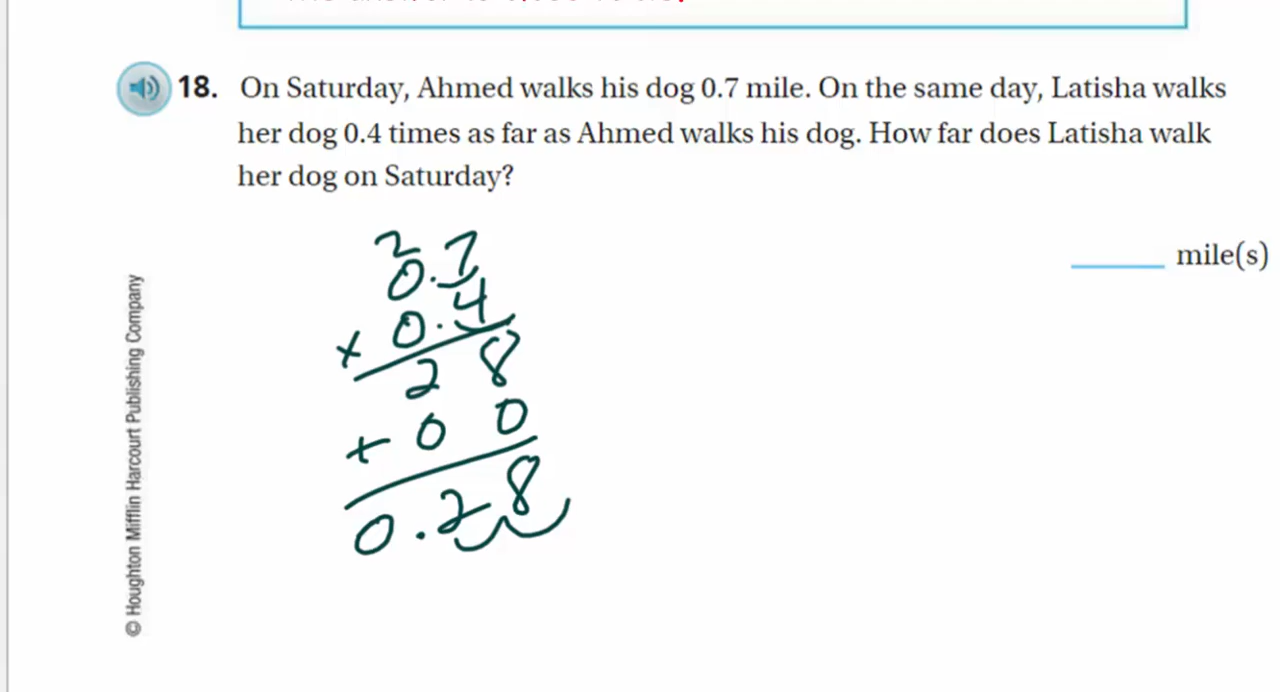 18. On Saturday, Ahmed walks his dog 0.7 mile. On the same day, Latisha walks
her dog 0.4 times as far as Ahmed walks his dog. How far does Latisha walk
her dog on Saturday?
mile(s)
2
0.7
× 0.4
2 8
+ 0 0
0.28
© Houghton Mifflin Harcourt Publishing Company